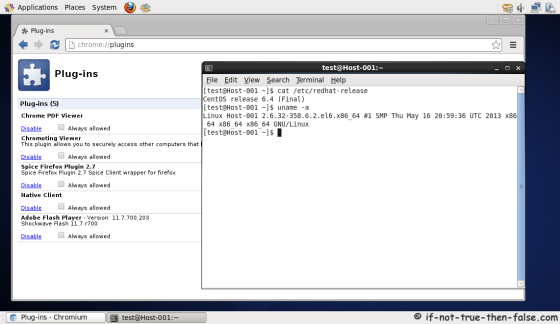 Applications Places System
Plug-ins
chrome://plugins
Plug-ins
Plug-ins (5)
Chrome PDF Viewer
Disable Always allowed
Chromoting Viewer
This plugin allows you to securely access other computers that
Disable Always allowed
Spice Firefox Plugin 2.7
Spice Firefox Plugin 2.7 Spice Client wrapper for firefox
Disable Always allowed
Native Client
Disable Always allowed
Adobe Flash Player - Version: 11.7.700.203
Shockwave Flash 11.7 r700
Disable Always allowed
test@Host-001:~
File Edit View Search Terminal Help
[test@Host-001 ~]$ cat /etc/redhat-release
CentOS release 6.4 (Final)
[test@Host-001 ~]$ uname -a
Linux Host-001 2.6.32-358.6.2.el6.x86_64 #1 SMP Thu May 16 20:59:36 UTC 2013 x86
_64 x86_64 x86_64 GNU/Linux
[test@Host-001 ~]$
Plug-ins - Chromium
test@Host-001:~
© if-not-true-then-false.com